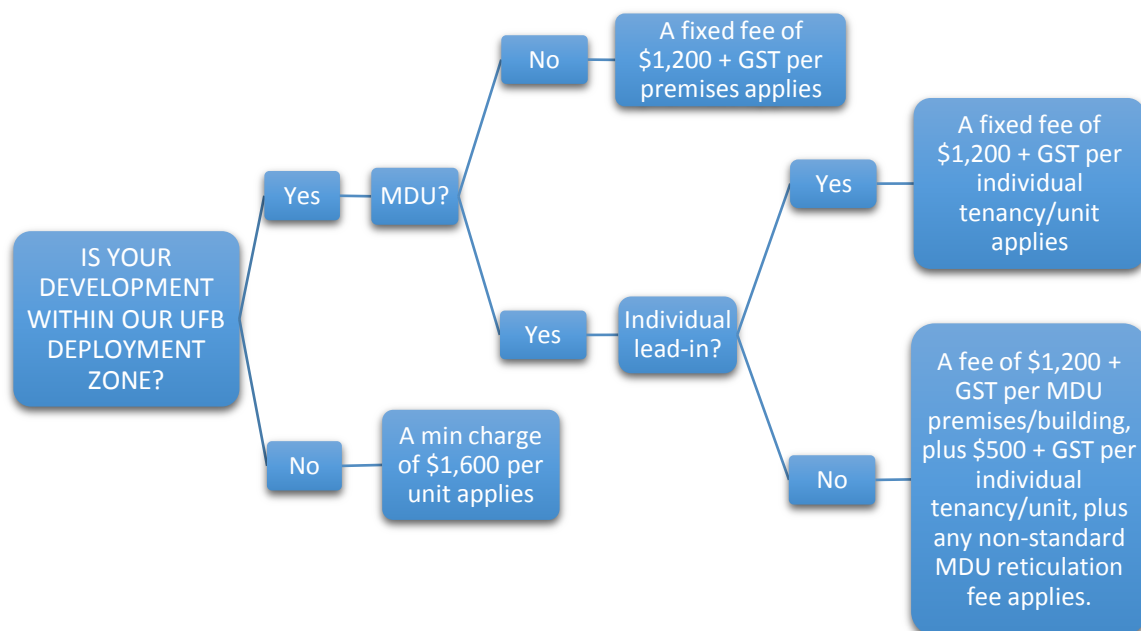 IS YOUR
DEVELOPMENT
WITHIN OUR UFB
DEPLOYMENT
ZONE?
Yes
MDU?
No
A fixed fee of
$1,200 + GST per
premises applies
Yes
Individual
lead-in?
Yes
A fixed fee of
$1,200 + GST per
individual
tenancy/unit
applies
No
A fee of $1,200 +
GST per MDU
premises/building,
plus $500 + GST per
individual
tenancy/unit, plus
any non-standard
MDU reticulation
fee applies.
No
A min charge
of $1,600 per
unit applies